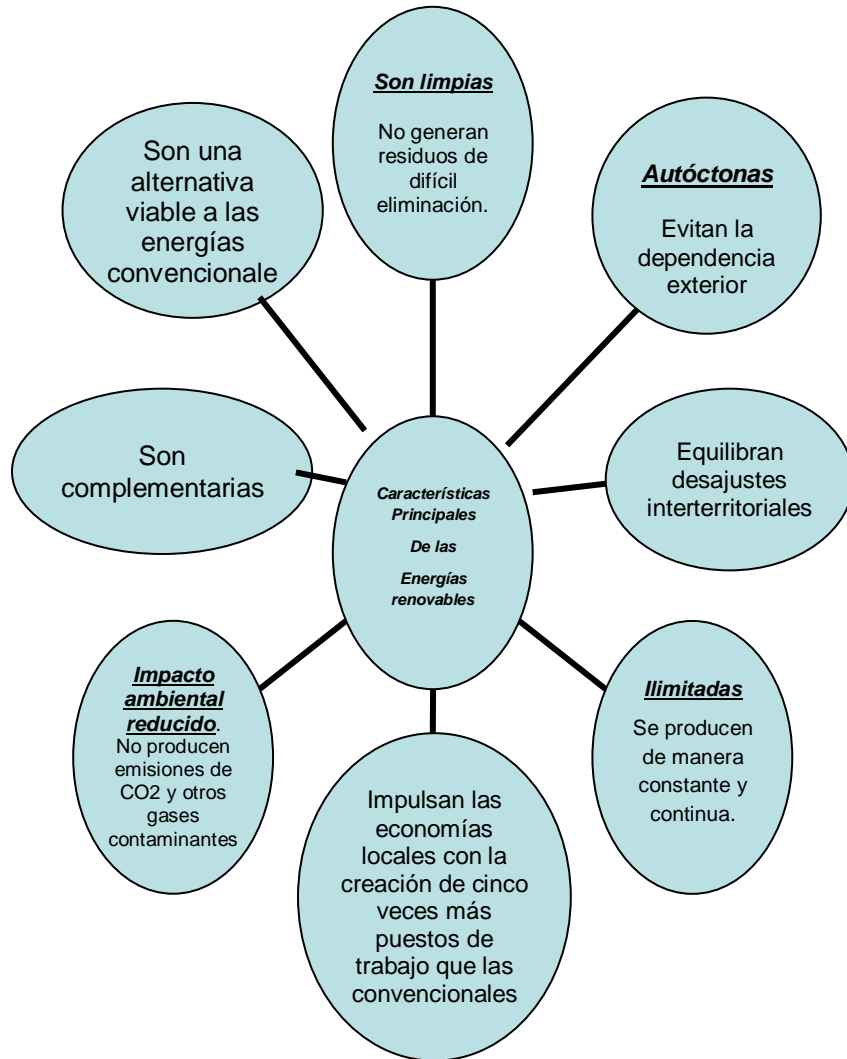 Son limpias
No generan
residuos de
difícil
eliminación.
Son una
alternativa
viable a las
energías
convencionale
Autóctonas
Evitan la
dependencia
exterior
Son
complementarias
Características
Principales
De las
Energías
renovables
Equilibran
desajustes
interterritoriales
Impacto
ambiental
reducido.
No producen
emisiones de
CO2 y otros
gases
contaminantes
Impulsan las
economías
locales con la
creación de cinco
veces más
puestos de
trabajo que las
convencionales
Ilimitadas
Se producen
de manera
constante y
continua.